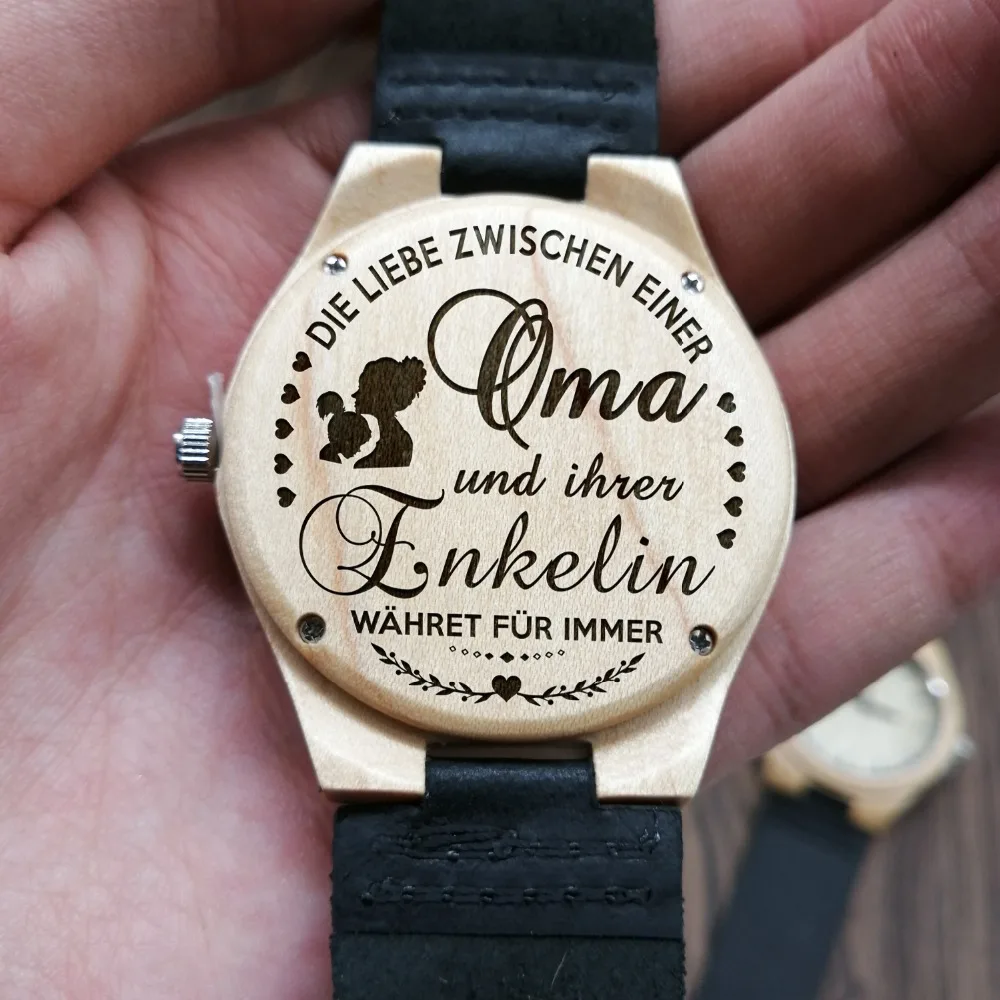 DIE LIEBE ZWISCHEN EINER
Oma
und ihrer
Enkelin
WÄHRET FÜR IMMER